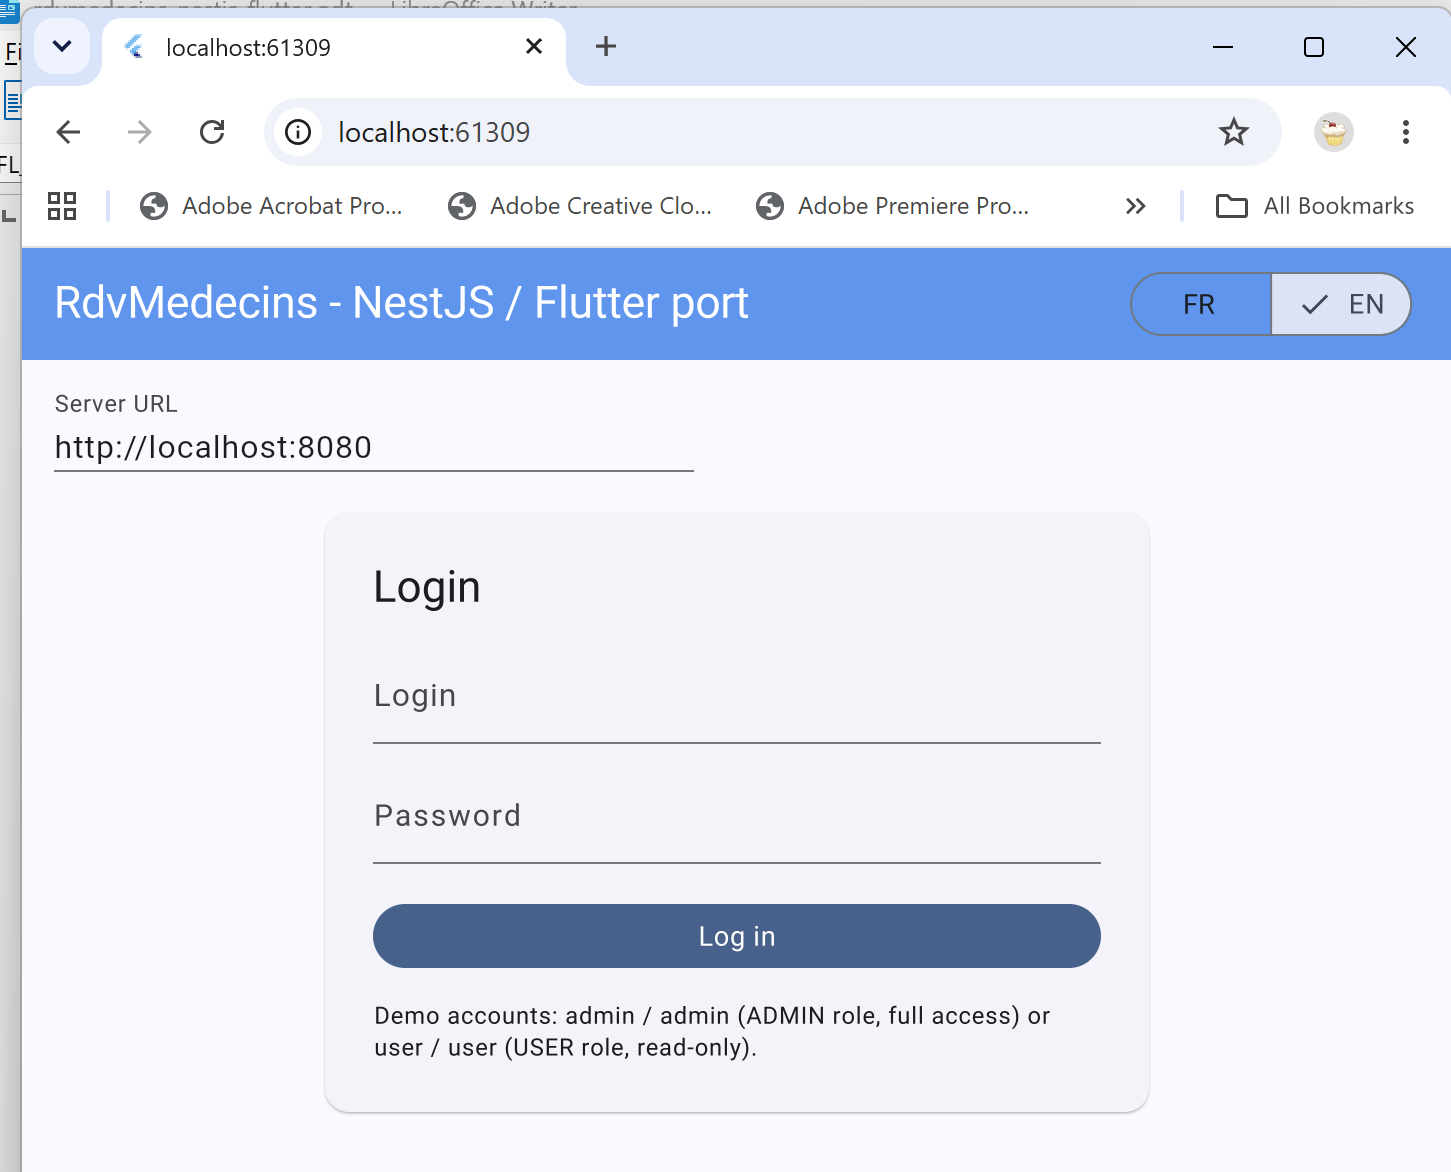 localhost:61309
localhost:61309
Adobe Acrobat Pro...
Adobe Creative Clo...
Adobe Premiere Pro...
All Bookmarks
RdvMedecins - NestJS / Flutter port
FR
EN
Server URL
http://localhost:8080
Login
Login
Password
Log in
Demo accounts: admin / admin (ADMIN role, full access) or
user / user (USER role, read-only).